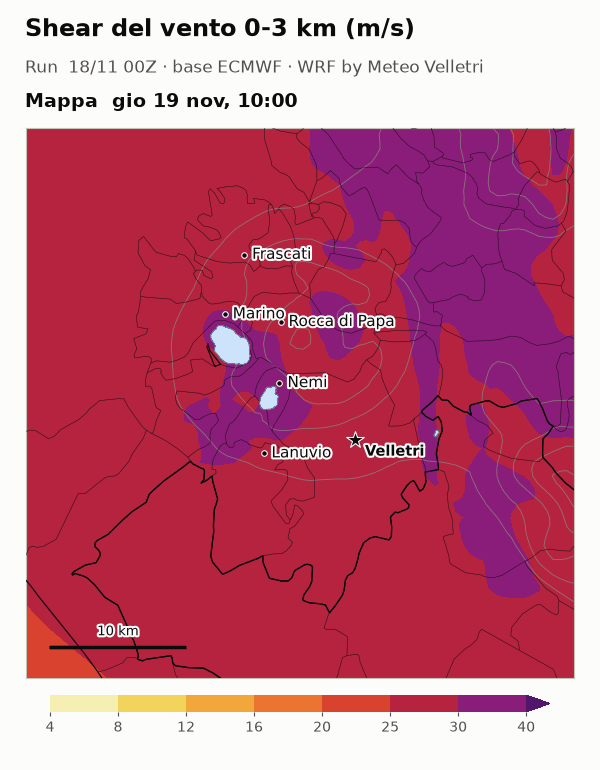 Shear del vento 0-3 km (m/s)
Run  18/11 00Z · base ECMWF · WRF by Meteo Velletri
Mappa  gio 19 nov, 10:00
Frascati
Marino
Rocca di Papa
Nemi
Velletri
Lanuvio
10 km
4 8 12 16 20 25 30 40